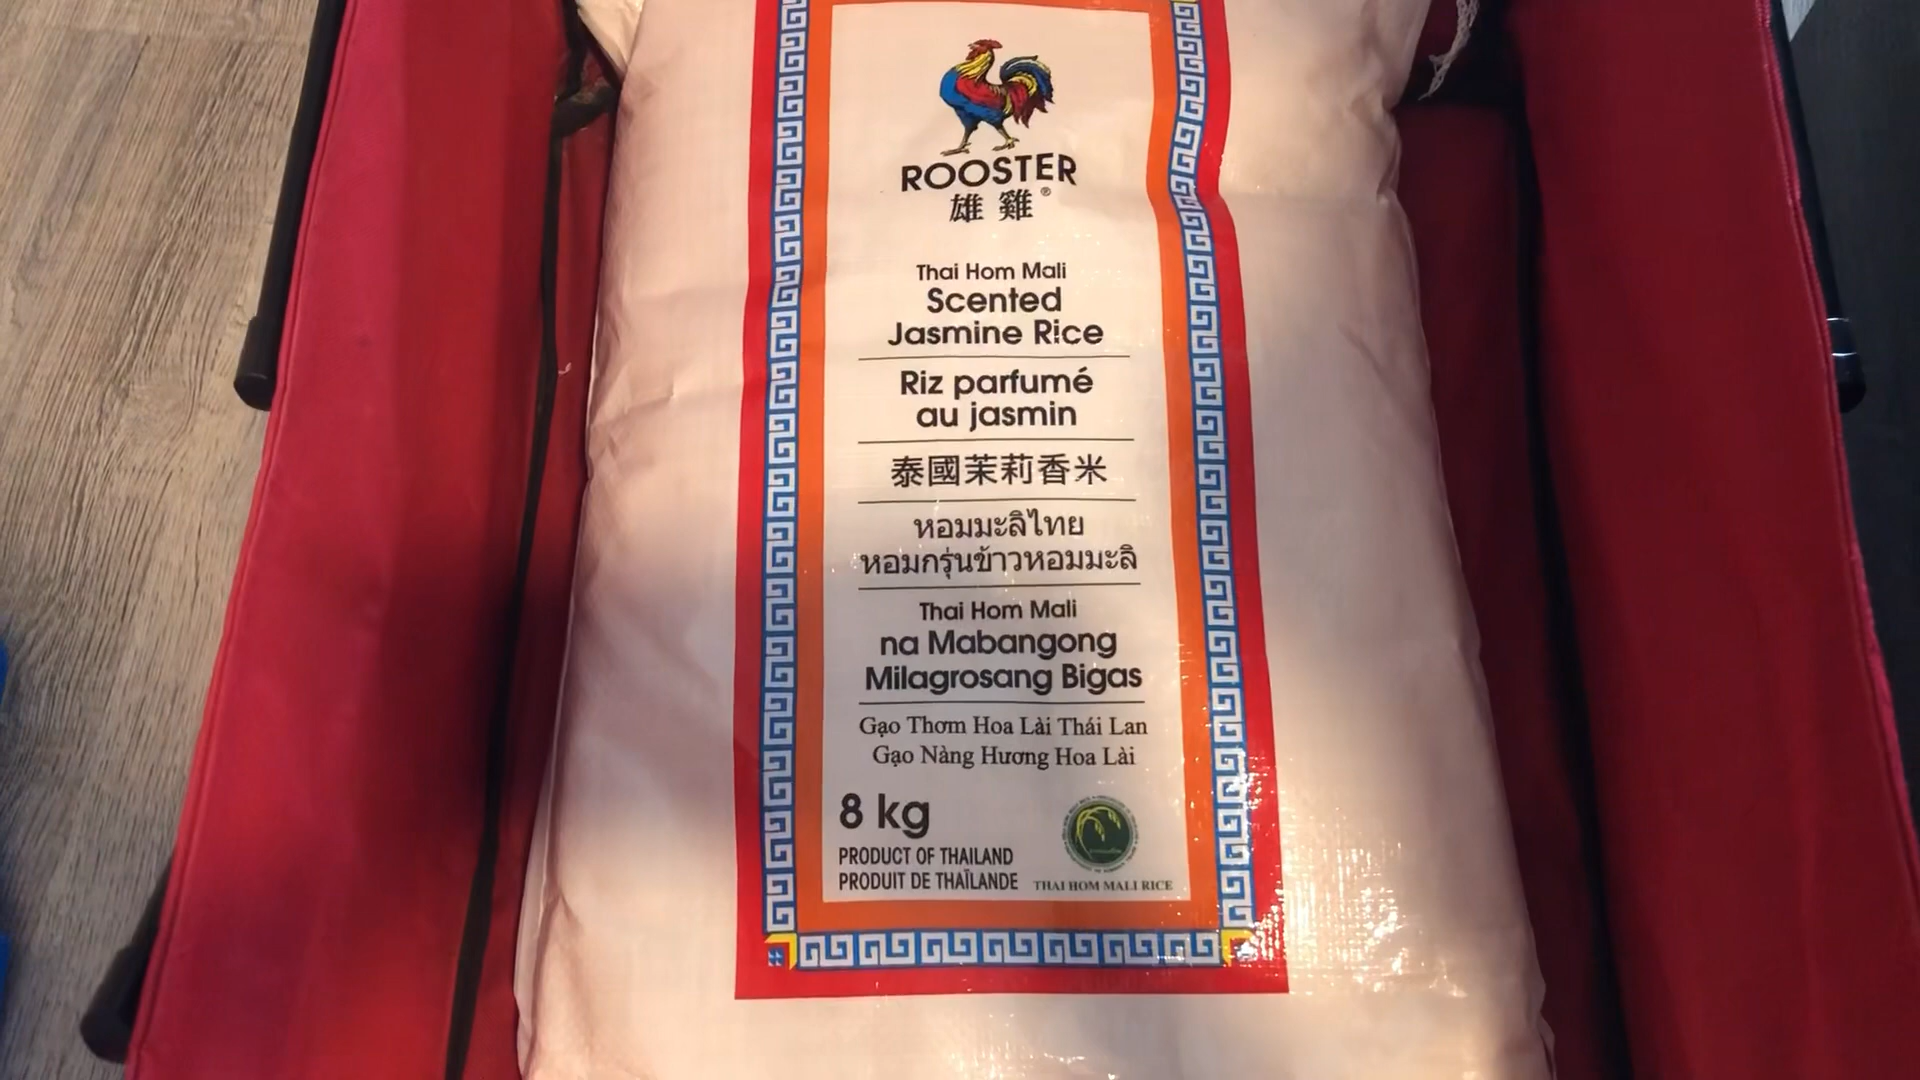 ROOSTER
雄雞®
Thai Hom Mali
Scented
Jasmine Rice
Riz parfumé
au jasmin
泰國茉莉香米
หอมมะลิไทย
หอมกรุ่นข้าวหอมมะลิ
Thai Hom Mali
na Mabangong
Milagrosang Bigas
Gạo Thơm Hoa Lài Thái Lan
Gạo Nàng Hương Hoa Lài
8 kg
PRODUCT OF THAILAND
PRODUIT DE THAÏLANDE
THAI HOM MALI RICE